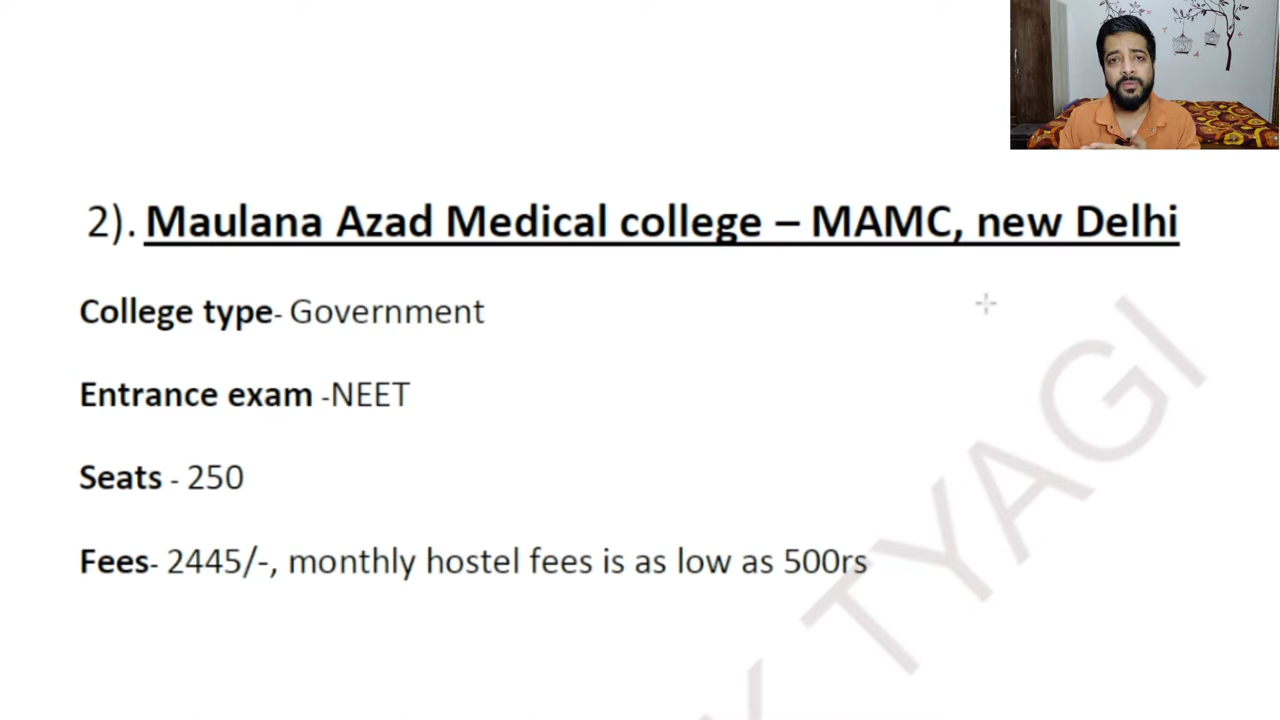 2). Maulana Azad Medical college – MAMC, new Delhi
College type- Government
Entrance exam -NEET
Seats - 250
Fees- 2445/-, monthly hostel fees is as low as 500rs
TYAGI